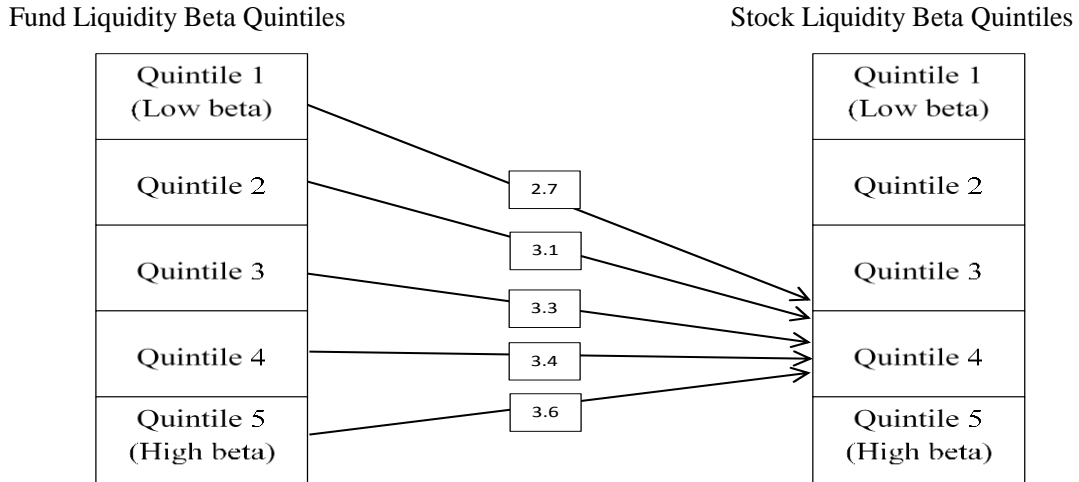 Fund Liquidity Beta Quintiles
Stock Liquidity Beta Quintiles
Quintile 1
(Low beta)
Quintile 2
Quintile 3
Quintile 4
Quintile 5
(High beta)
2.7
3.1
3.3
3.4
3.6
Quintile 1
(Low beta)
Quintile 2
Quintile 3
Quintile 4
Quintile 5
(High beta)